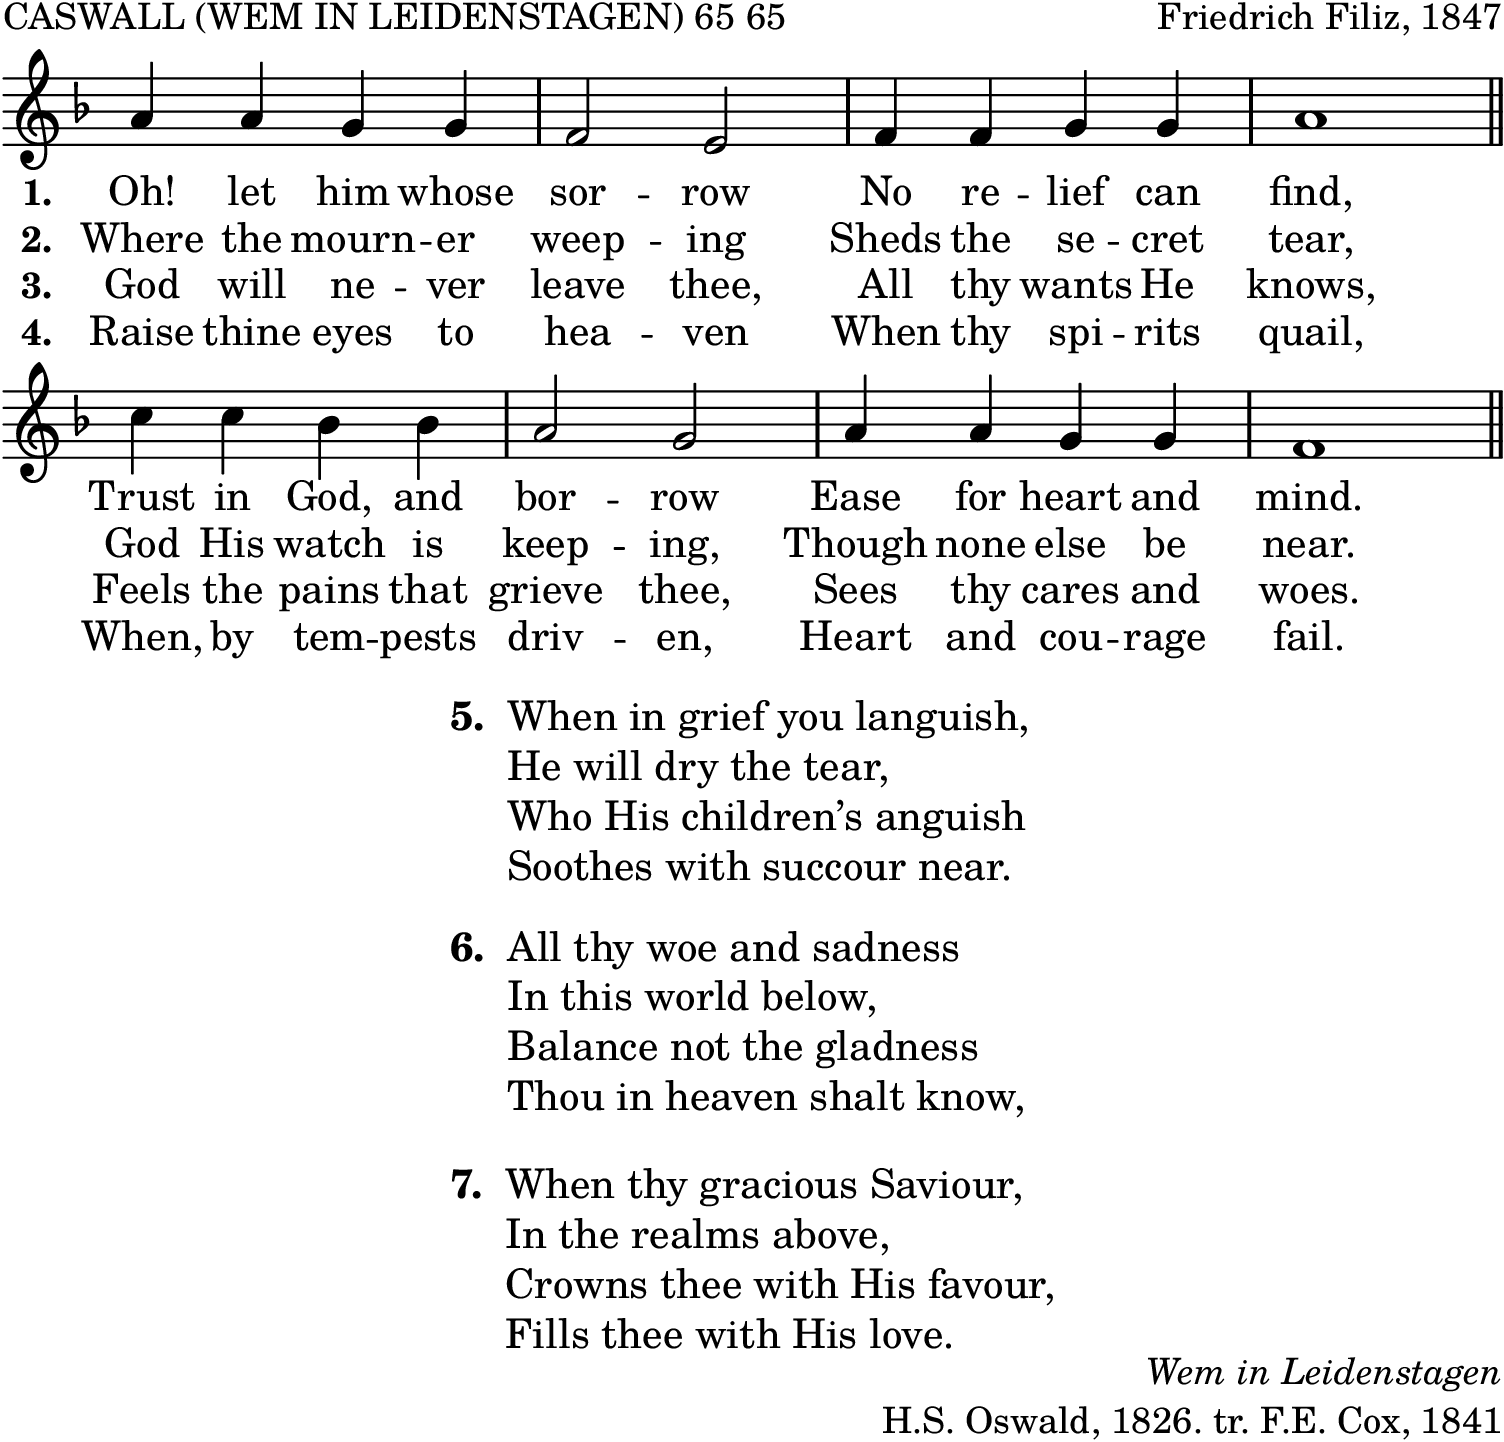 CASWALL (WEM IN LEIDENSTAGEN) 65 65 Friedrich Filiz, 1847
1. Oh! let him whose sor - row No re - lief can find,
2. Where the mourn - er weep - ing Sheds the se - cret tear,
3. God will ne - ver leave thee, All thy wants He knows,
4. Raise thine eyes to hea - ven When thy spi - rits quail,
Trust in God, and bor - row Ease for heart and mind.
God His watch is keep - ing, Though none else be near.
Feels the pains that grieve thee, Sees thy cares and woes.
When, by tem - pests driv - en, Heart and cou - rage fail.
5. When in grief you languish,
He will dry the tear,
Who His children’s anguish
Soothes with succour near.
6. All thy woe and sadness
In this world below,
Balance not the gladness
Thou in heaven shalt know,
7. When thy gracious Saviour,
In the realms above,
Crowns thee with His favour,
Fills thee with His love.
Wem in Leidenstagen
H.S. Oswald, 1826. tr. F.E. Cox, 1841